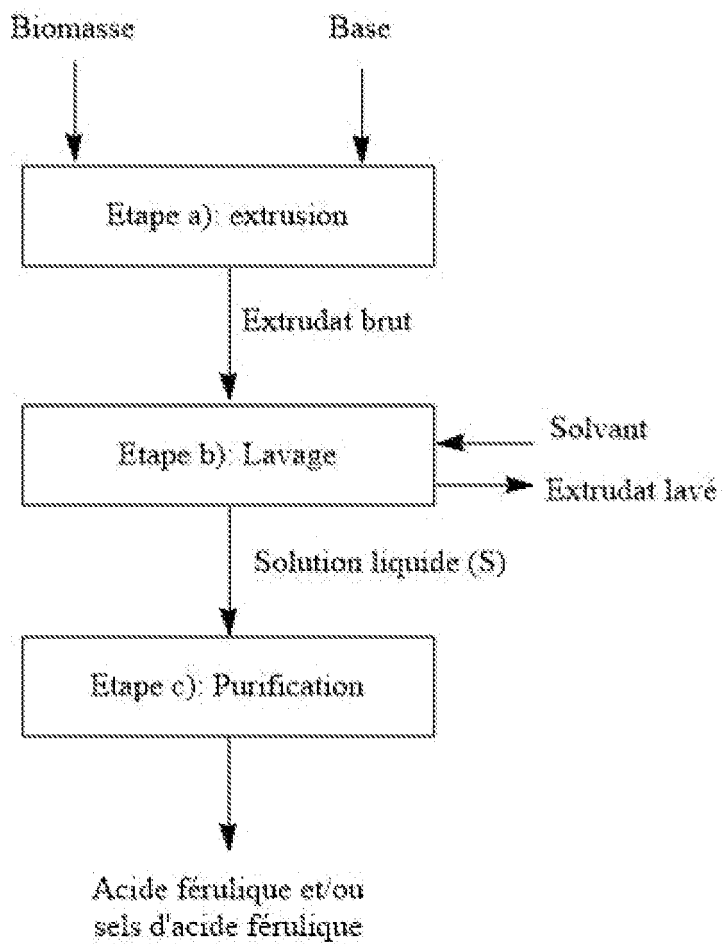 Biomasse
Base
Etape a): extrusion
Extrudat brut
Etape b): Lavage
Solvant
Extrudat lavé
Solution liquide (S)
Etape c): Purification
Acide férulique et/ou
sels d'acide férulique